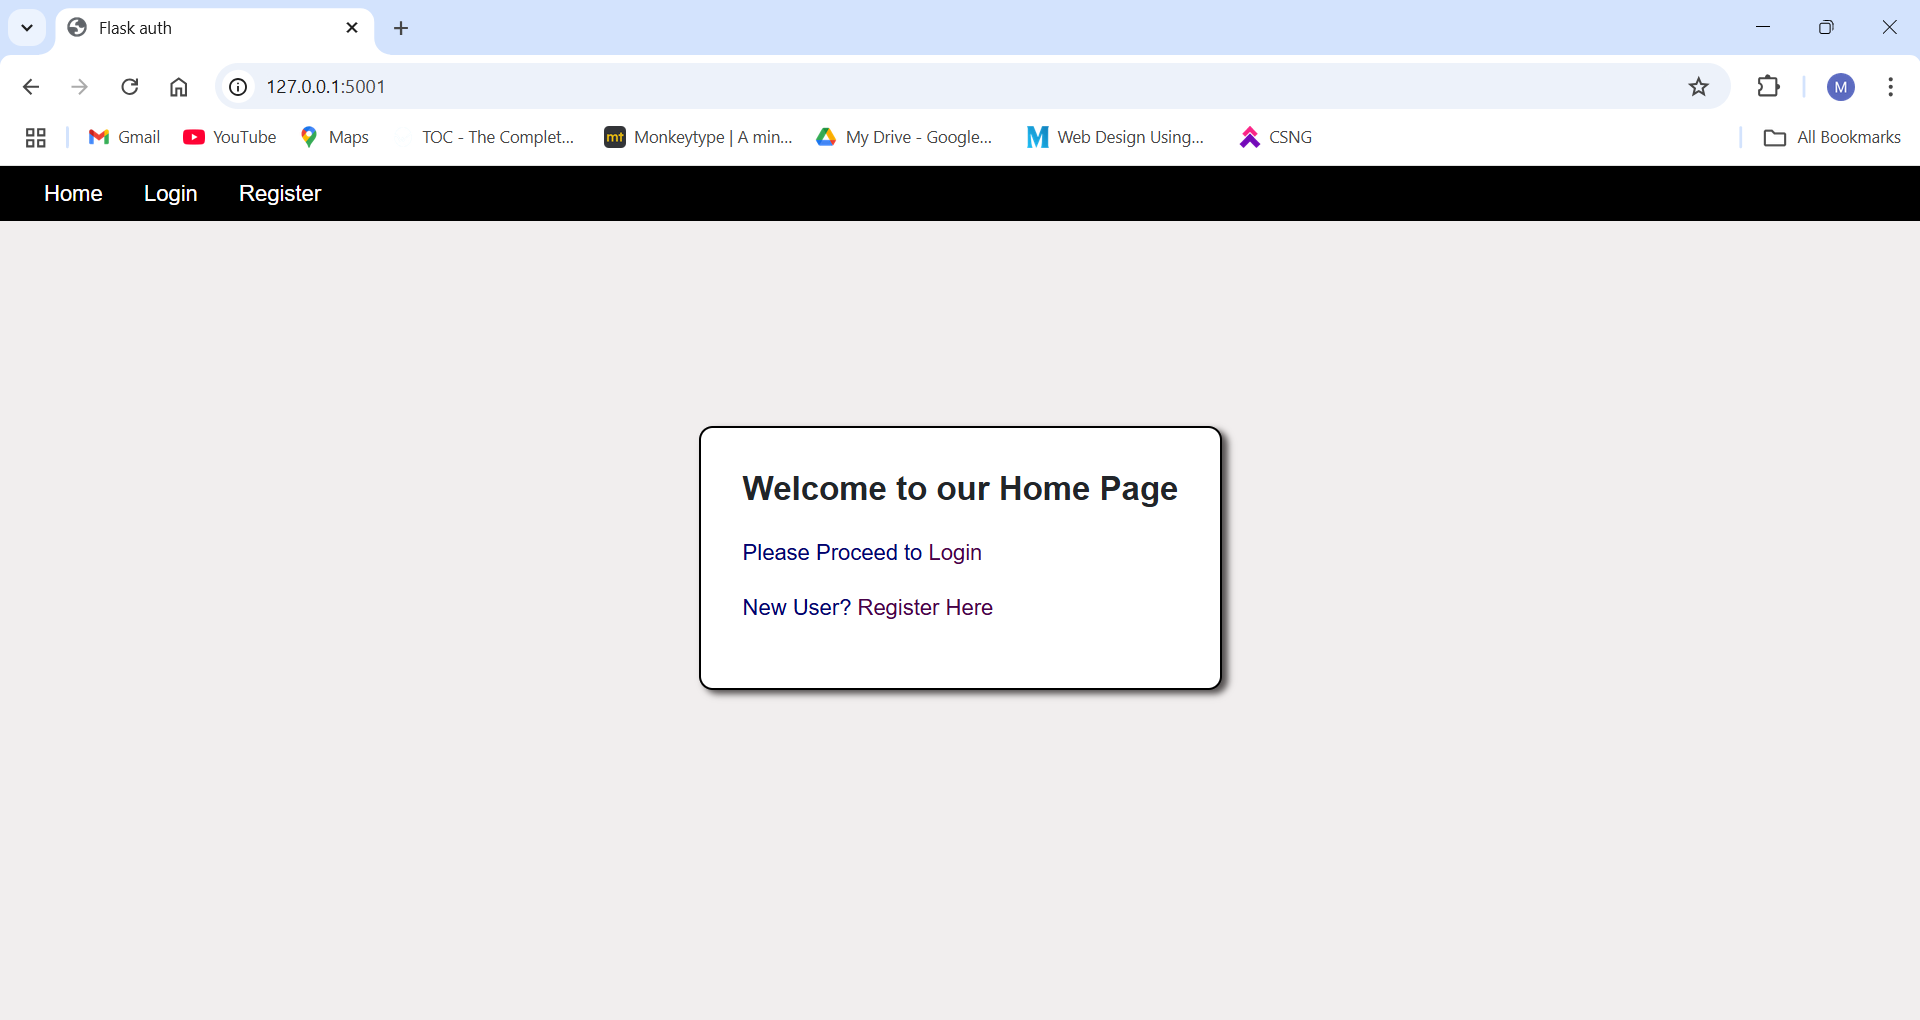 Flask auth
127.0.0.1:5001
Gmail YouTube Maps TOC - The Complet... mt Monkeytype | A min... My Drive - Google... Web Design Using... CSNG All Bookmarks
M
Home Login Register
Welcome to our Home Page
Please Proceed to Login
New User? Register Here